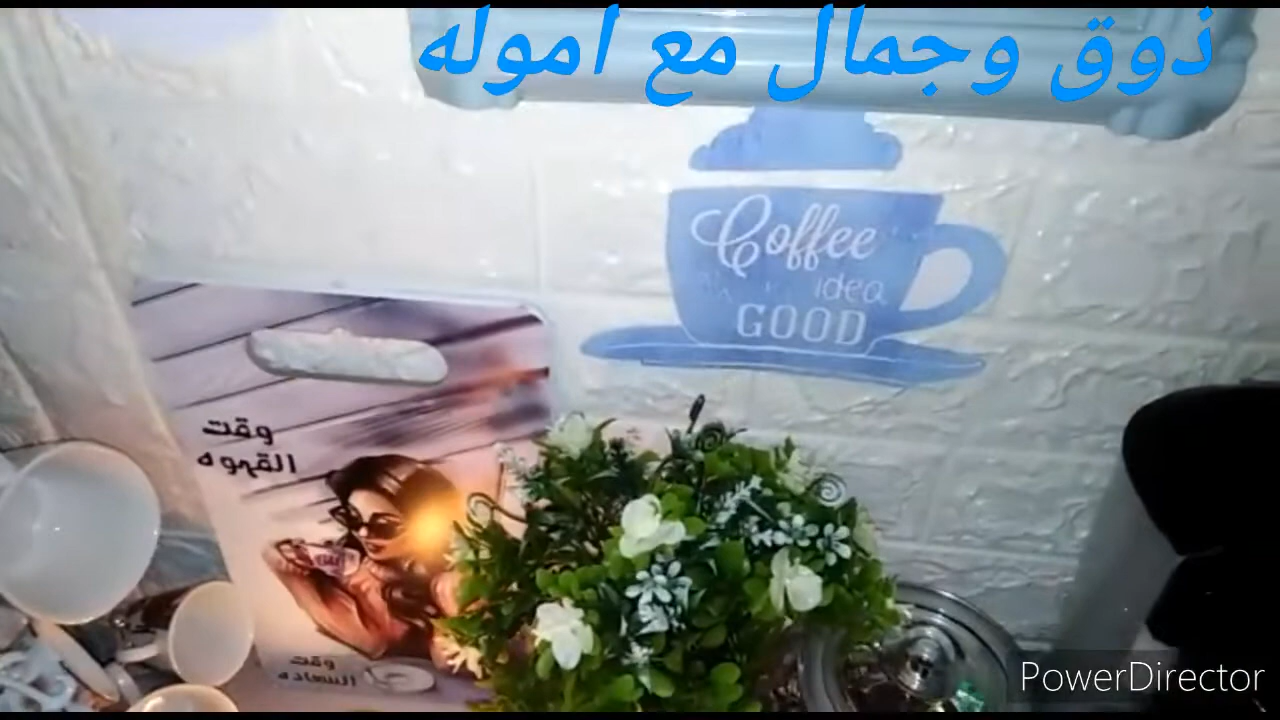 ذوق وجمال مع اموله
Coffee
idea
GOOD
وقت
القهوه
وقت
السعاده
PowerDirector